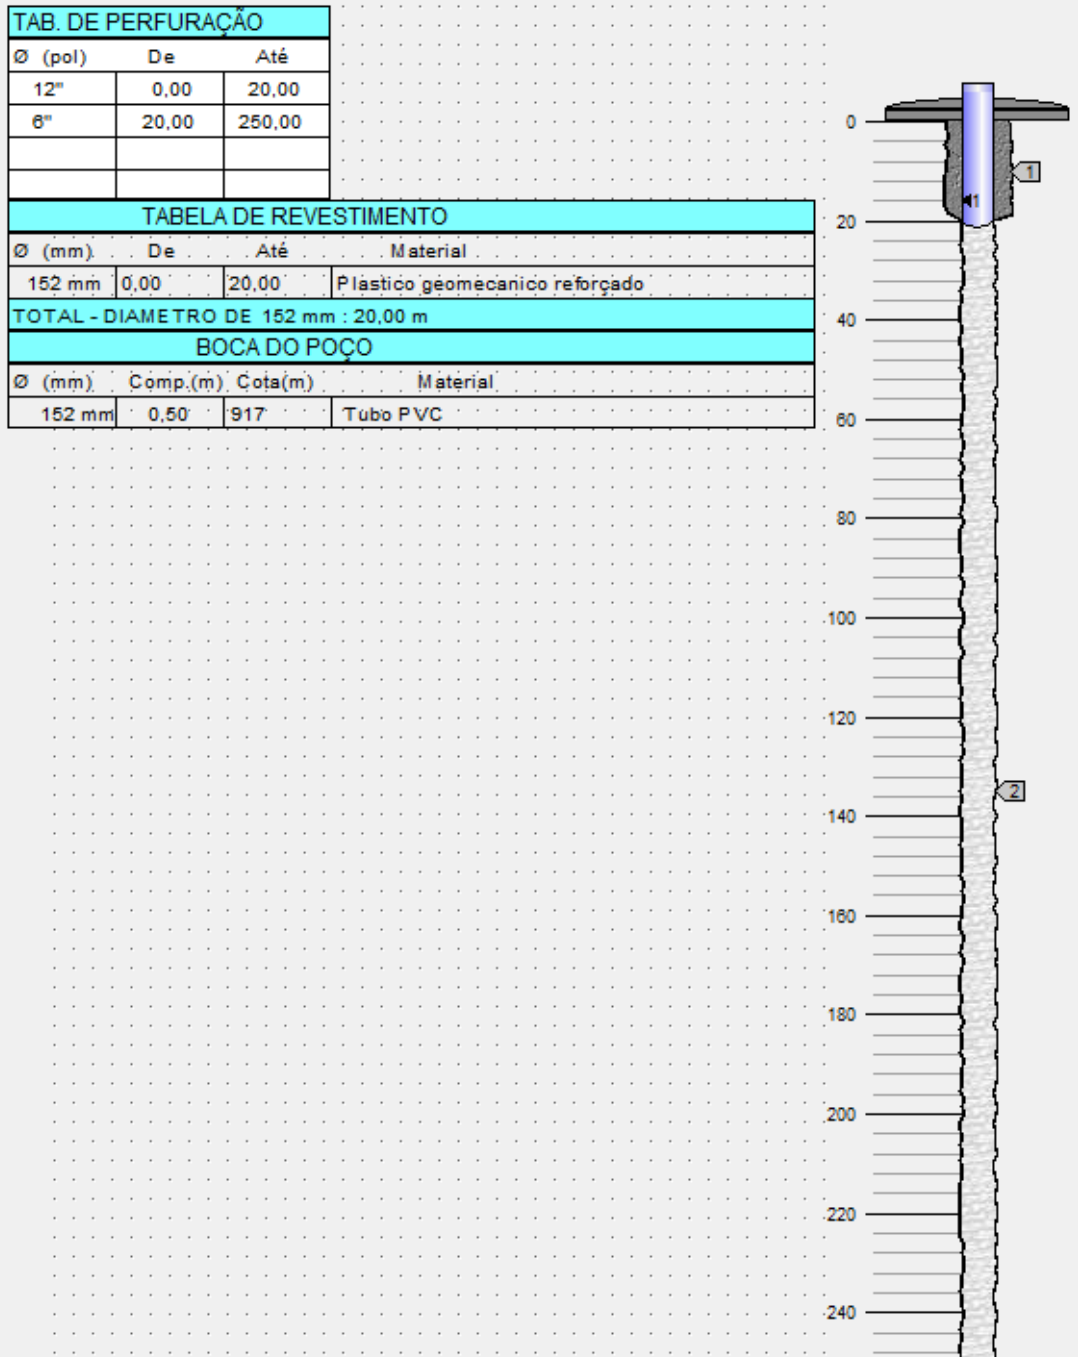 TAB. DE PERFURAÇÃO
Ø (pol) De Até
12" 0,00 20,00
6" 20,00 250,00
TABELA DE REVESTIMENTO
Ø (mm) De Até Material
152 mm 0,00 20,00 Plastico geomecanico reforçado
TOTAL - DIAMETRO DE 152 mm : 20,00 m
BOCA DO POÇO
Ø (mm) Comp.(m) Cota(m) Material
152 mm 0,50 917 Tubo PVC
0
1
1
20
40
60
80
100
120
2
140
160
180
200
220
240